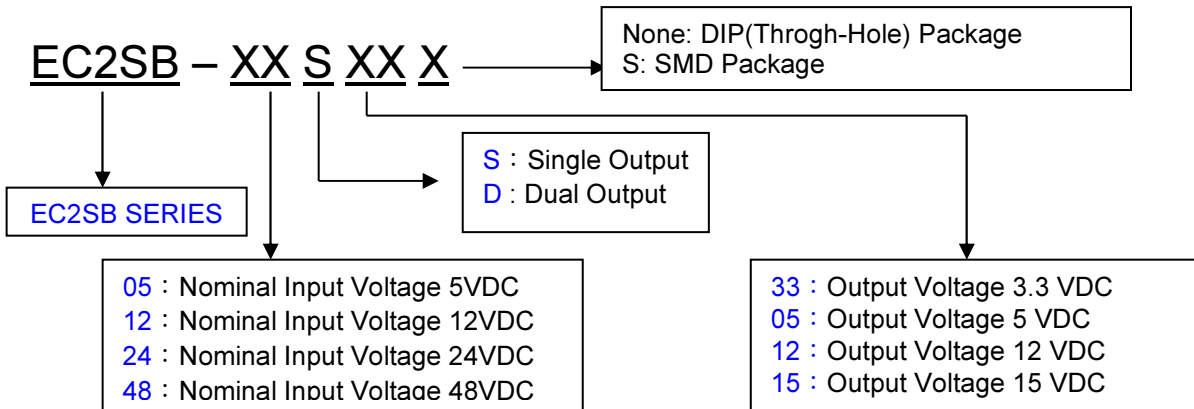 EC2SB – XX S XX X
None: DIP(Throgh-Hole) Package
S: SMD Package
S：Single Output
D : Dual Output
EC2SB SERIES
05：Nominal Input Voltage 5VDC
12：Nominal Input Voltage 12VDC
24：Nominal Input Voltage 24VDC
48：Nominal Input Voltage 48VDC
33：Output Voltage 3.3 VDC
05：Output Voltage 5 VDC
12：Output Voltage 12 VDC
15：Output Voltage 15 VDC